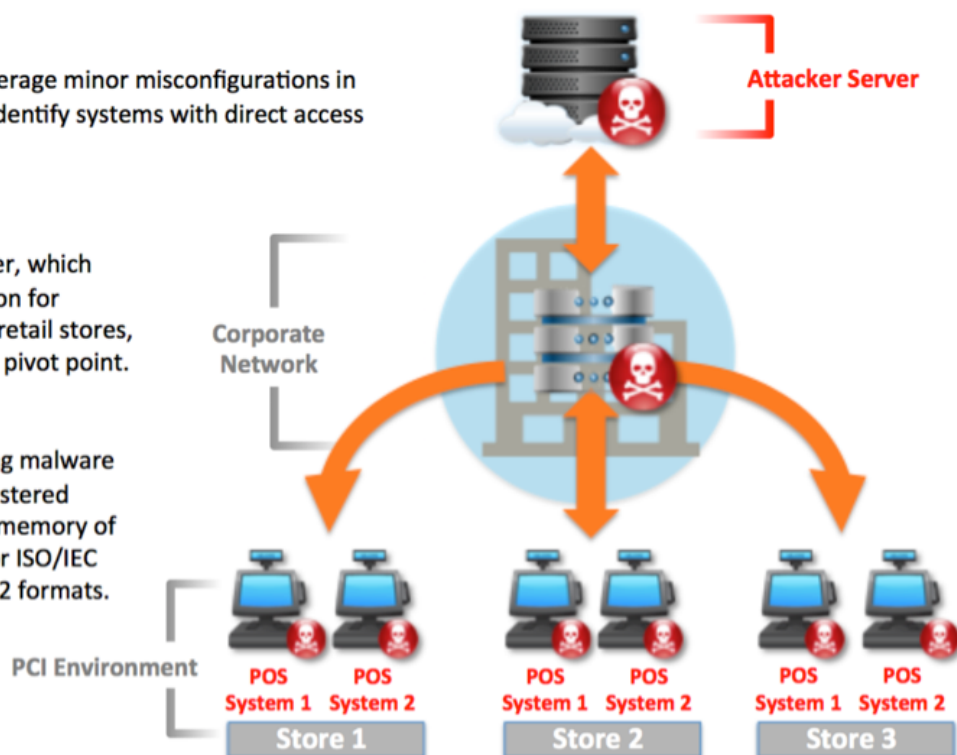 erage minor misconfigurations in
dentify systems with direct access
Attacker Server
er, which
on for
retail stores,
pivot point.
Corporate
Network
g malware
stered
memory of
r ISO/IEC
2 formats.
PCI Environment
POS
System 1
POS
System 2
POS
System 1
POS
System 2
POS
System 1
POS
System 2
Store 1
Store 2
Store 3